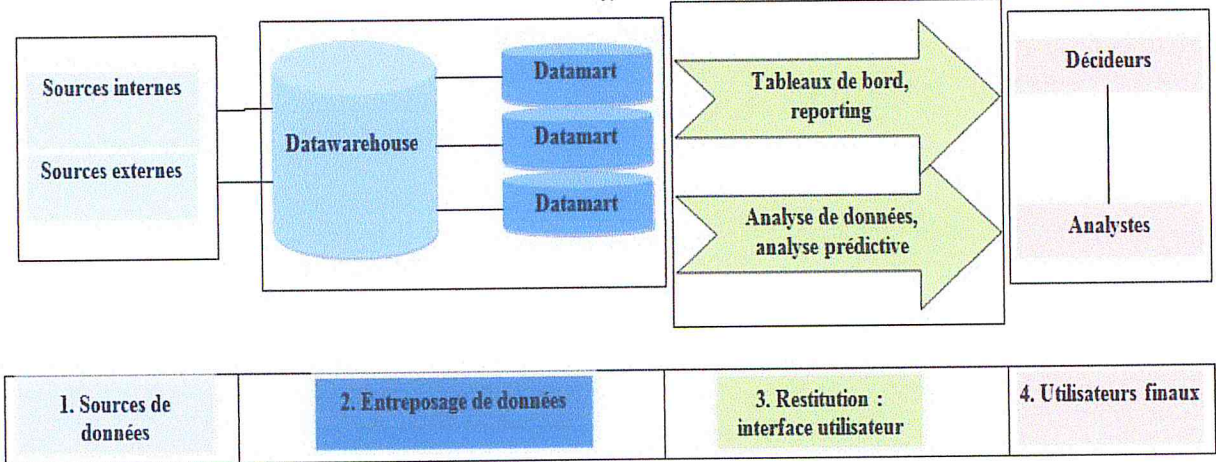 Sources internes
Sources externes
Datawarehouse
Datamart
Datamart
Datamart
Tableaux de bord,
reporting
Analyse de données,
analyse prédictive
Décideurs
Analystes
1. Sources de
données
2. Entreposage de données
3. Restitution :
interface utilisateur
4. Utilisateurs finaux